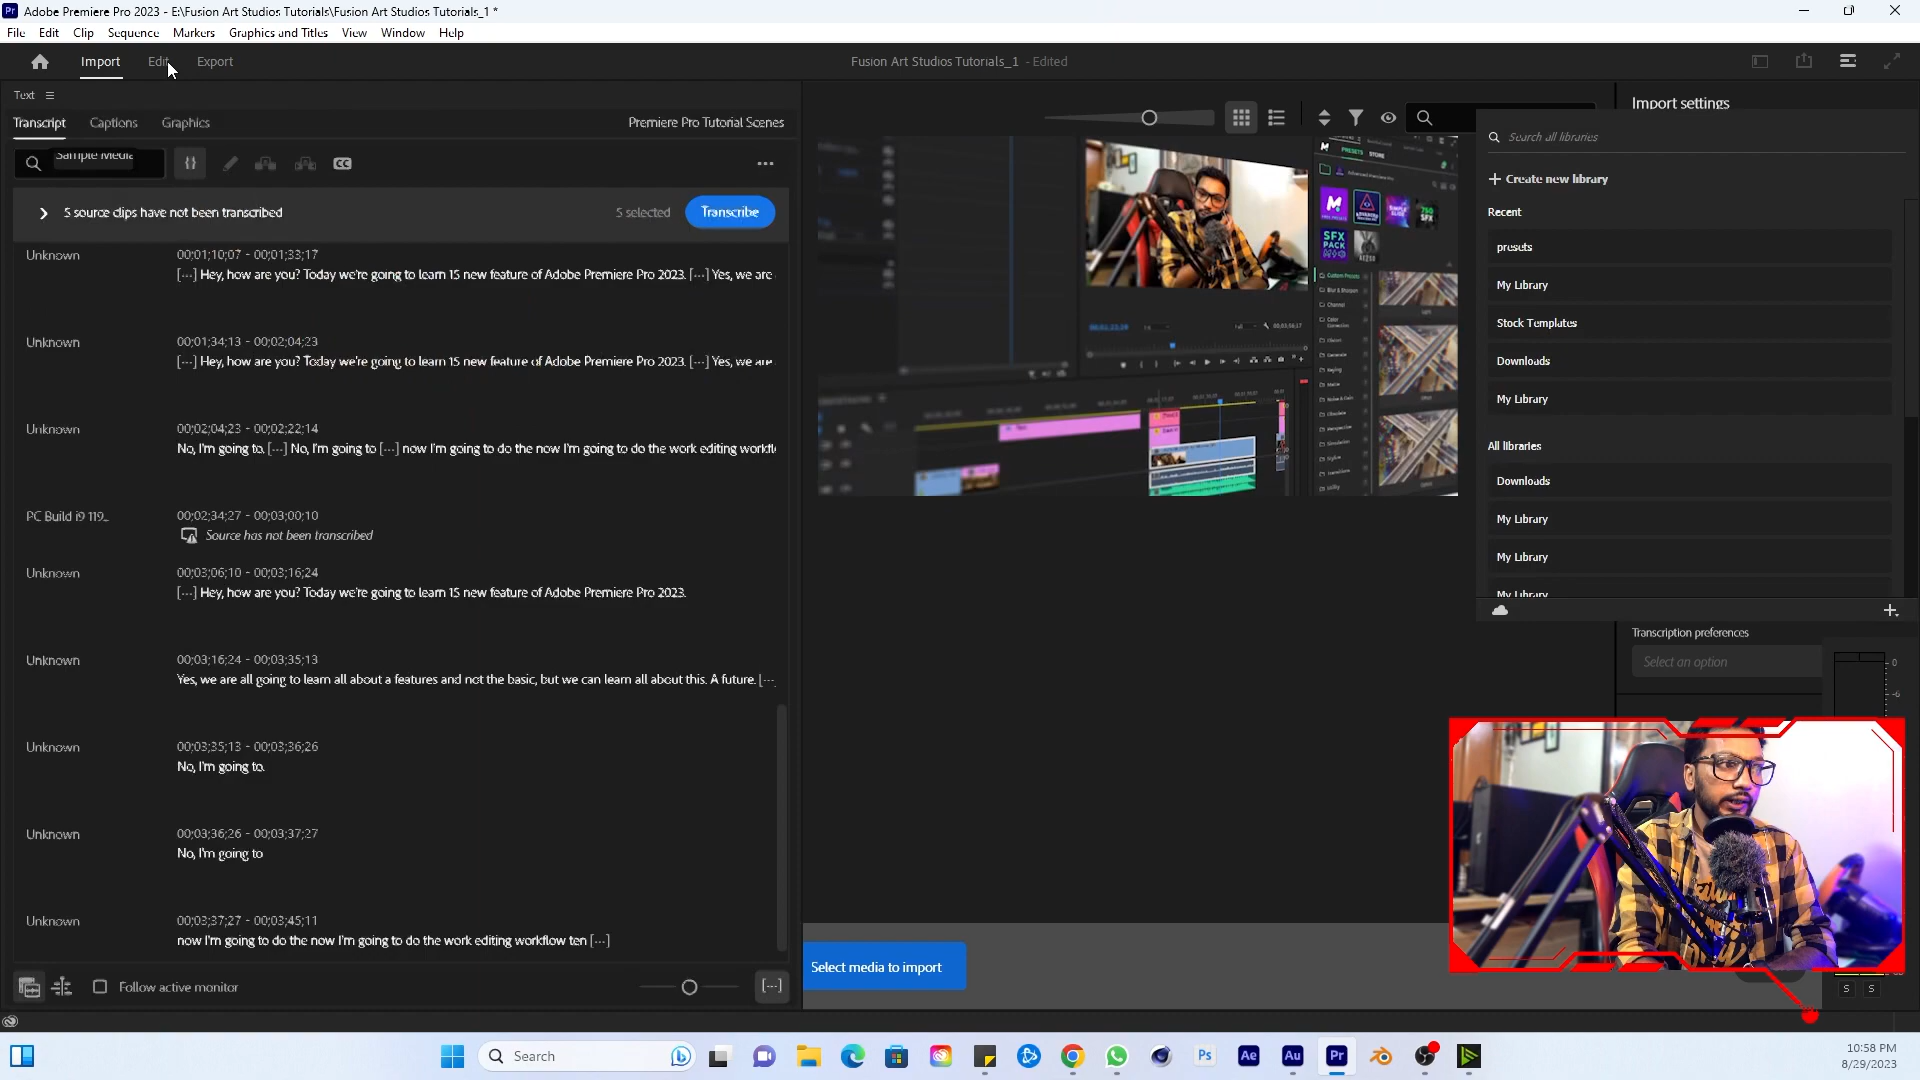 Adobe Premiere Pro 2023 - E:\Fusion Art Studios Tutorials\Fusion Art Studios Tutorials_1 *
File Edit Clip Sequence Markers Graphics and Titles View Window Help
Import Edit Export
Fusion Art Studios Tutorials_1 - Edited
Text
Transcript Captions Graphics
Premiere Pro Tutorial Scenes
Sample Media
5 source clips have not been transcribed
5 selected
Transcribe
Unknown
00;01;10;07 - 00;01;33;17
[...] Hey, how are you? Today we're going to learn 15 new feature of Adobe Premiere Pro 2023. [...] Yes, we are
Unknown
00;01;34;13 - 00;02;04;23
[...] Hey, how are you? Today we're going to learn 15 new feature of Adobe Premiere Pro 2023. [...] Yes, we are
Unknown
00;02;04;23 - 00;02;22;14
No, I'm going to. [...] No, I'm going to [...] now I'm going to do the now I'm going to do the work editing workfl
PC Build i9 119...
00;02;34;27 - 00;03;00;10
Source has not been transcribed
Unknown
00;03;06;10 - 00;03;16;24
[...] Hey, how are you? Today we're going to learn 15 new feature of Adobe Premiere Pro 2023.
Unknown
00;03;16;24 - 00;03;35;13
Yes, we are all going to learn all about a features and not the basic, but we can learn all about this. A future. [...
Unknown
00;03;35;13 - 00;03;36;26
No, I'm going to.
Unknown
00;03;36;26 - 00;03;37;27
No, I'm going to
Unknown
00;03;37;27 - 00;03;45;11
now I'm going to do the now I'm going to do the work editing workflow ten [...]
Follow active monitor
[...]
PRESETS STORE
SFX PACK
Select media to import
Import settings
Search all libraries
+ Create new library
Recent
presets
My Library
Stock Templates
Downloads
My Library
All libraries
Downloads
My Library
My Library
My Library
Transcription preferences
Select an option
0
-6
S S
Search
Ps Ae Au Pr
10:58 PM
8/29/2023